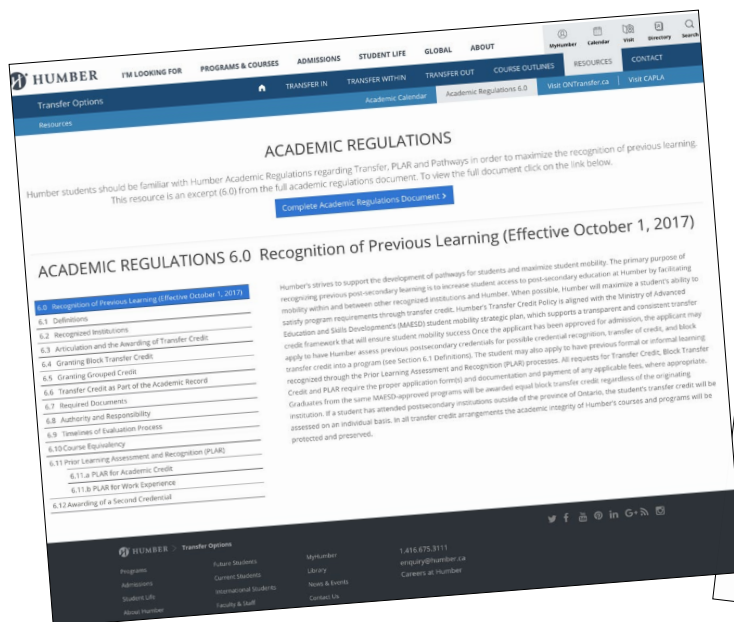 HUMBER
I'M LOOKING FOR PROGRAMS & COURSES ADMISSIONS STUDENT LIFE GLOBAL ABOUT
MyHumber Calendar Visit Directory Search
Transfer Options
TRANSFER IN TRANSFER WITHIN TRANSFER OUT COURSE OUTLINES RESOURCES CONTACT
Resources
Academic Calendar Academic Regulations 6.0 Visit ONTransfer.ca Visit CAPLA
ACADEMIC REGULATIONS
Humber students should be familiar with Humber Academic Regulations regarding Transfer, PLAR and Pathways in order to maximize the recognition of previous learning.
This resource is an excerpt (6.0) from the full academic regulations document. To view the full document click on the link below.
Complete Academic Regulations Document >
ACADEMIC REGULATIONS 6.0 Recognition of Previous Learning (Effective October 1, 2017)
6.0 Recognition of Previous Learning (Effective October 1, 2017)
6.1 Definitions
6.2 Recognized Institutions
6.3 Articulation and the Awarding of Transfer Credit
6.4 Granting Block Transfer Credit
6.5 Granting Grouped Credit
6.6 Transfer Credit as Part of the Academic Record
6.7 Required Documents
6.8 Authority and Responsibility
6.9 Timelines of Evaluation Process
6.10 Course Equivalency
6.11 Prior Learning Assessment and Recognition (PLAR)
6.11.a PLAR for Academic Credit
6.11.b PLAR for Work Experience
6.12 Awarding of a Second Credential
Humber's strives to support the development of pathways for students and maximize student mobility. The primary purpose of
recognizing previous post-secondary learning is to increase student access to post-secondary education at Humber by facilitating
mobility within and between other recognized institutions and Humber. When possible, Humber will maximize a student's ability to
satisfy program requirements through transfer credit. Humber's Transfer Credit Policy is aligned with the Ministry of Advanced
Education and Skills Development's (MAESD) student mobility strategic plan, which supports a transparent and consistent transfer
credit framework that will ensure student mobility success Once the applicant has been approved for admission, the applicant may
apply to have Humber assess previous postsecondary credentials for possible credential recognition, transfer of credit, and block
transfer credit into a program (see Section 6.1 Definitions). The student may also apply to have previous formal or informal learning
recognized through the Prior Learning Assessment and Recognition (PLAR) processes. All requests for Transfer Credit, Block Transfer
Credit and PLAR require the proper application form(s) and documentation and payment of any applicable fees, where appropriate.
Graduates from the same MAESD-approved programs will be awarded equal block transfer credit regardless of the originating
institution. If a student has attended postsecondary institutions outside of the province of Ontario, the student's transfer credit will be
assessed on an individual basis. In all transfer credit arrangements the academic integrity of Humber's courses and programs will be
protected and preserved.
HUMBER > Transfer Options
Programs
Admissions
Student Life
About Humber
Future Students
Current Students
International Students
Faculty & Staff
MyHumber
Library
News & Events
Contact Us
1.416.675.3111
enquiry@humber.ca
Careers at Humber